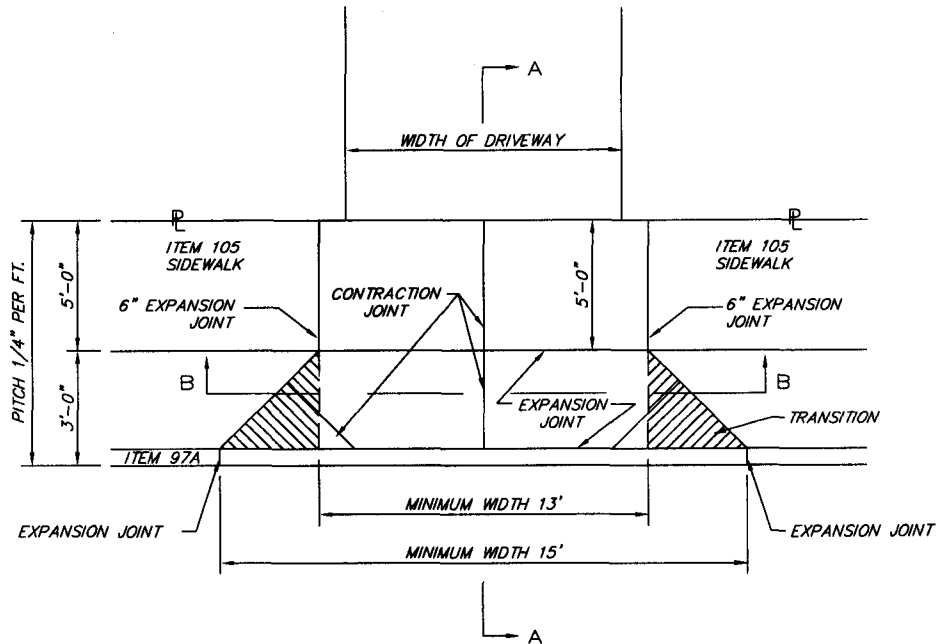 A
WIDTH OF DRIVEWAY
PL
PL
ITEM 105
SIDEWALK
ITEM 105
SIDEWALK
PITCH 1/4" PER FT.
5'-0"
5'-0"
CONTRACTION
JOINT
6" EXPANSION
JOINT
6" EXPANSION
JOINT
B
B
3'-0"
EXPANSION
JOINT
TRANSITION
ITEM 97A
MINIMUM WIDTH 13'
EXPANSION JOINT
EXPANSION JOINT
MINIMUM WIDTH 15'
A